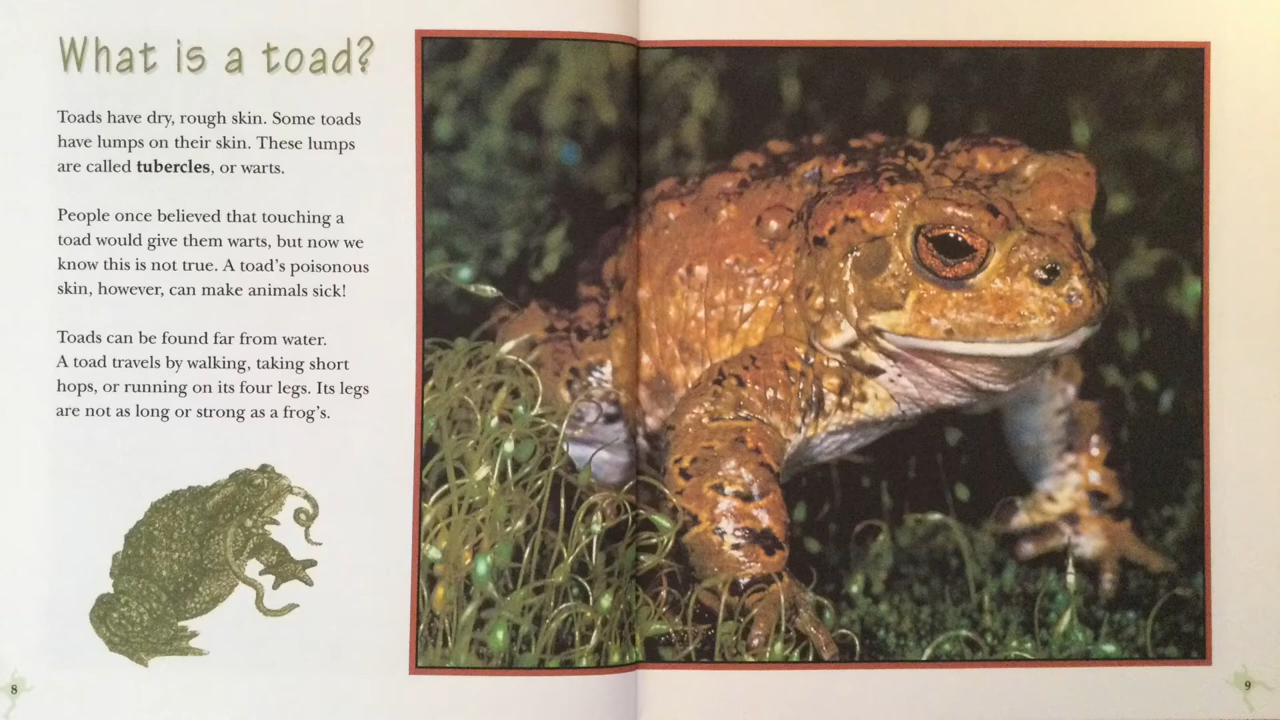 What is a toad?
Toads have dry, rough skin. Some toads
have lumps on their skin. These lumps
are called tubercles, or warts.
People once believed that touching a
toad would give them warts, but now we
know this is not true. A toad's poisonous
skin, however, can make animals sick!
Toads can be found far from water.
A toad travels by walking, taking short
hops, or running on its four legs. Its legs
are not as long or strong as a frog's.
8
9